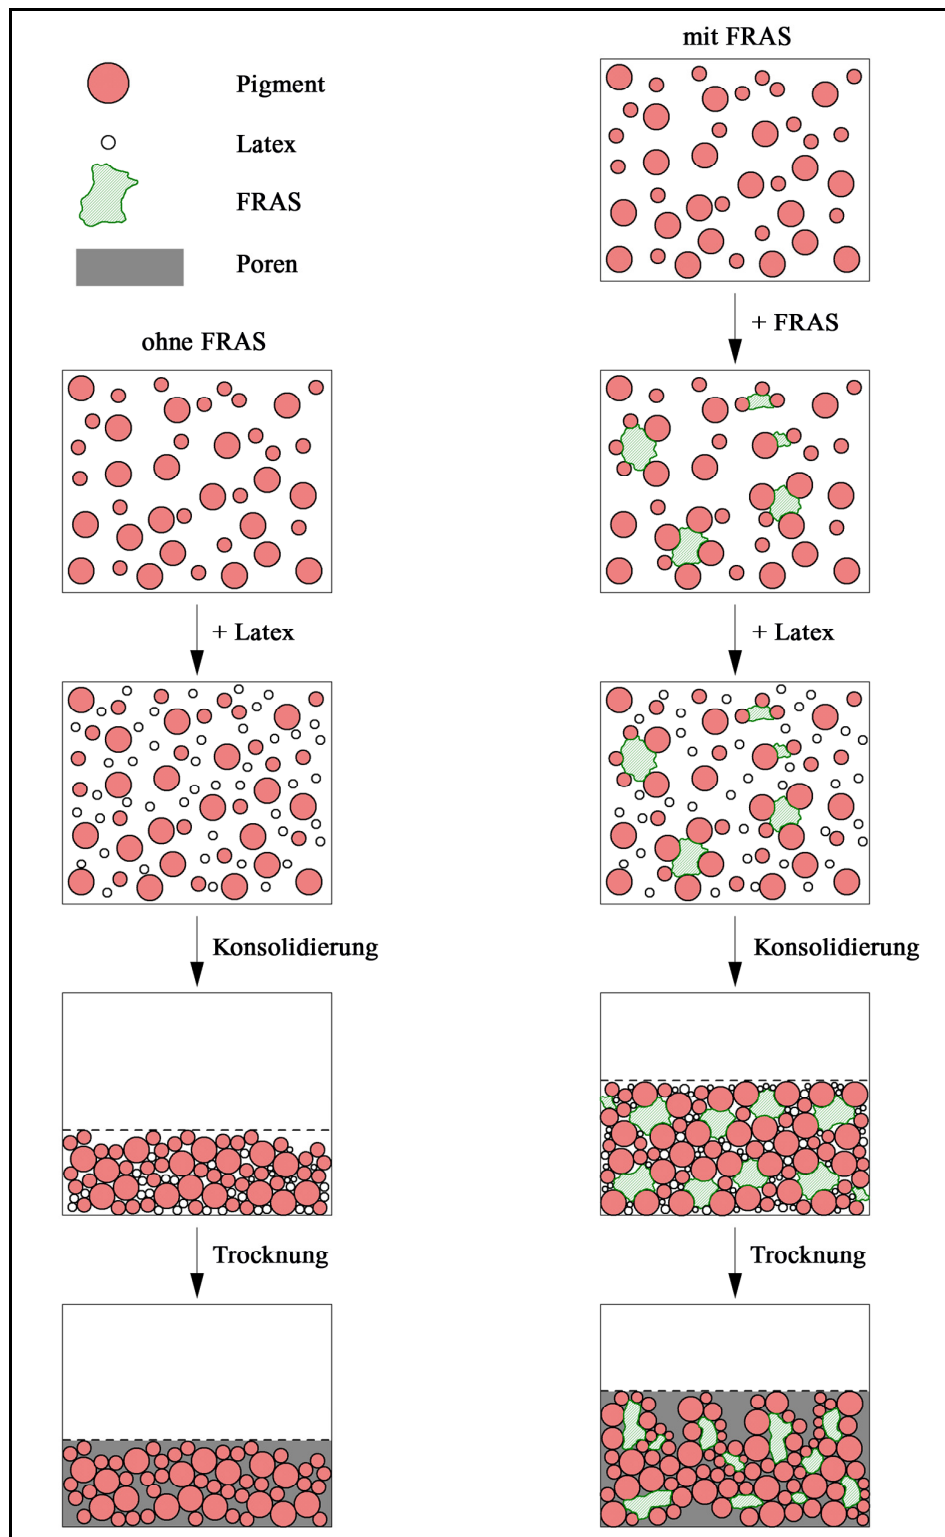 Pigment
Latex
FRAS
Poren
ohne FRAS
+ Latex
Konsolidierung
Trocknung
mit FRAS
+ FRAS
+ Latex
Konsolidierung
Trocknung